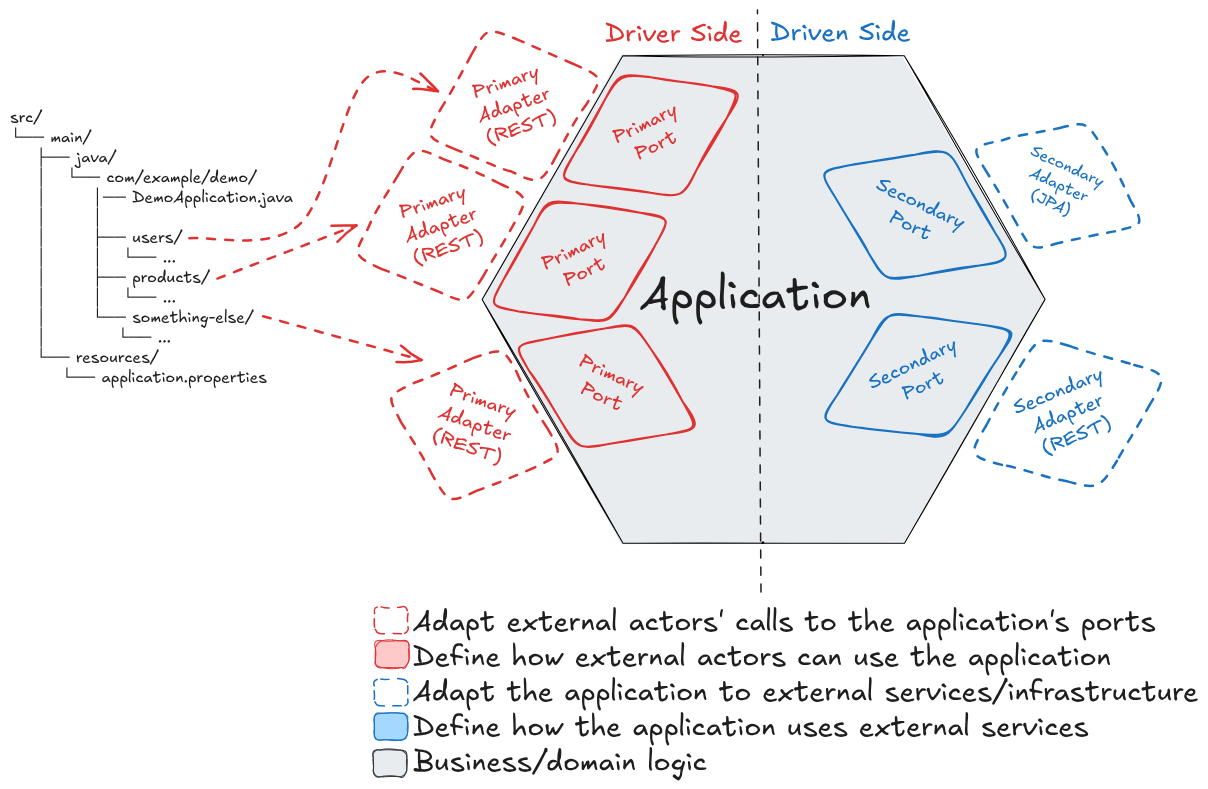 Driver Side
Driven Side
src/
main/
java/
com/example/demo/
DemoApplication.java
users/
...
products/
...
something-else/
...
resources/
application.properties
Primary
Adapter
(REST)
Primary
Adapter
(REST)
Primary
Adapter
(REST)
Primary
Port
Primary
Port
Primary
Port
Application
Secondary
Port
Secondary
Port
Secondary
Adapter
(JPA)
Secondary
Adapter
(REST)
Adapt external actors' calls to the application's ports
Define how external actors can use the application
Adapt the application to external services/infrastructure
Define how the application uses external services
Business/domain logic